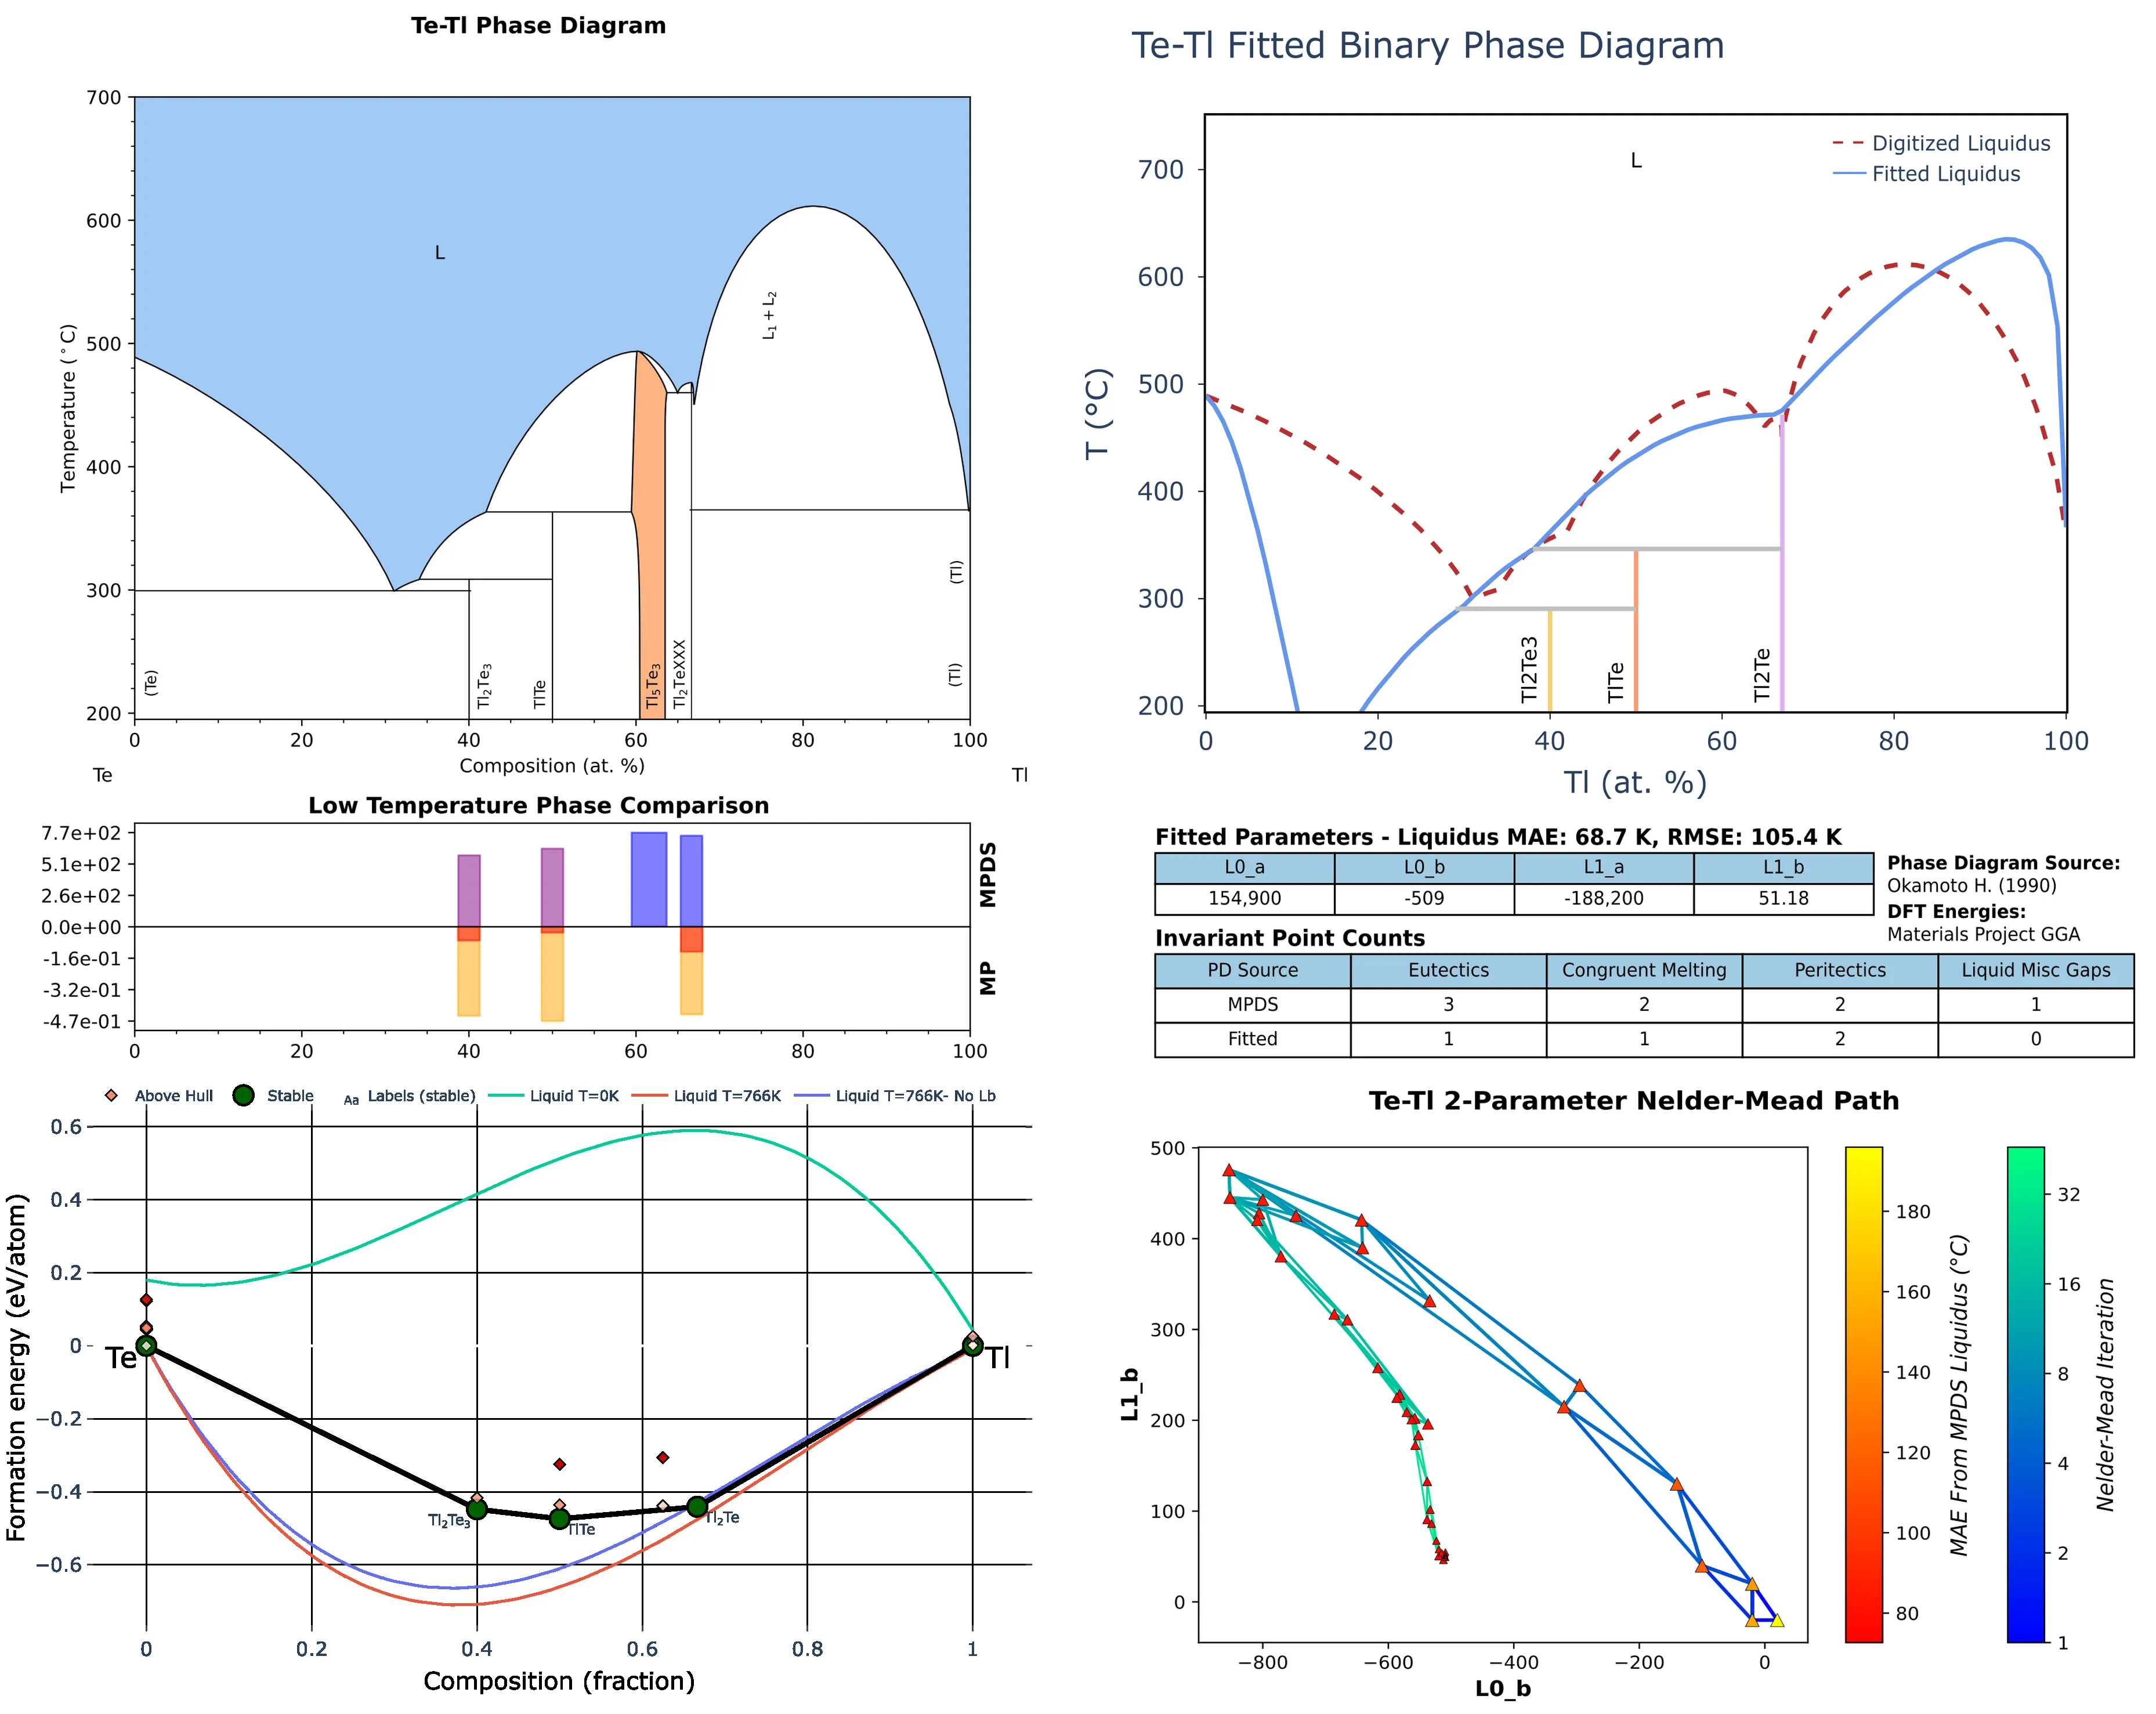 Te-Tl Phase Diagram
700
600
500
400
300
200
Temperature (°C)
L
L₁ + L₂
(Te)
Tl₂Te₃
TlTe
Tl₅Te₃
Tl₂TeXXX
(Tl)
(Tl)
0 20 40 60 80 100
Te Composition (at. %) Tl
Te-Tl Fitted Binary Phase Diagram
700
600
500
400
300
200
T (°C)
L
Digitized Liquidus
Fitted Liquidus
Tl2Te3
TlTe
Tl2Te
0 20 40 60 80 100
Tl (at. %)
Low Temperature Phase Comparison
7.7e+02
5.1e+02
2.6e+02
0.0e+00
-1.6e-01
-3.2e-01
-4.7e-01
MPDS
MP
0 20 40 60 80 100
Fitted Parameters - Liquidus MAE: 68.7 K, RMSE: 105.4 K
L0_a L0_b L1_a L1_b
154,900 -509 -188,200 51.18
Phase Diagram Source:
Okamoto H. (1990)
DFT Energies:
Materials Project GGA
Invariant Point Counts
PD Source Eutectics Congruent Melting Peritectics Liquid Misc Gaps
MPDS 3 2 2 1
Fitted 1 1 2 0
Above Hull Stable Aa Labels (stable) Liquid T=0K Liquid T=766K Liquid T=766K- No Lb
0.6
0.4
0.2
0
−0.2
−0.4
−0.6
Formation energy (eV/atom)
Te
Tl
Tl₂Te₃
TlTe
Tl₂Te
0 0.2 0.4 0.6 0.8 1
Composition (fraction)
Te-Tl 2-Parameter Nelder-Mead Path
500
400
300
200
100
0
L1_b
−800 −600 −400 −200 0
L0_b
180
160
140
120
100
80
MAE From MPDS Liquidus (°C)
32
16
8
4
2
1
Nelder-Mead Iteration